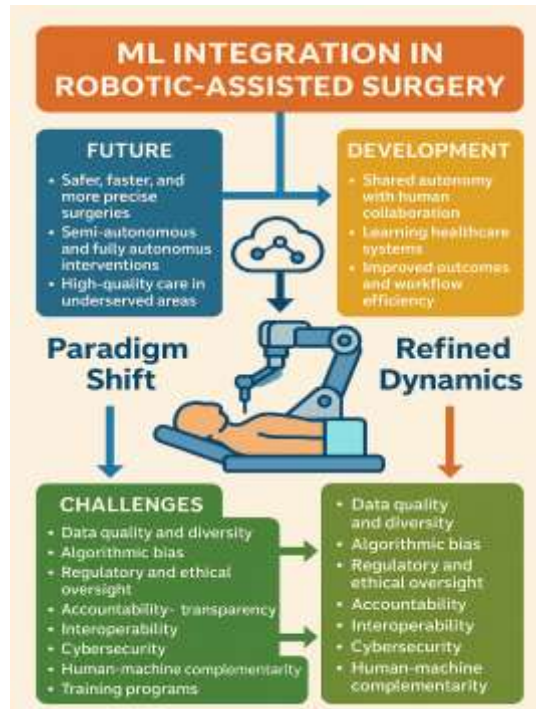 ML INTEGRATION IN
ROBOTIC-ASSISTED SURGERY
FUTURE
• Safer, faster, and
more precise
surgeries
• Semi-autonomous
and fully autonomus
interventions
• High-quality care in
underserved areas
DEVELOPMENT
• Shared autonomy
with human
collaboration
• Learning healthcare
systems
• Improved outcomes
and workflow
efficiency
Paradigm
Shift
Refined
Dynamics
CHALLENGES
• Data quality and diversity
• Algorithmic bias
• Regulatory and ethical
oversight
• Accountability- transparency
• Interoperability
• Cybersecurity
• Human-machine complementarity
• Training programs
• Data quality
and diversity
• Algorithmic bias
• Regulatory and
ethical oversight
• Accountability
• Interoperability
• Cybersecurity
• Human-machine
complementarity